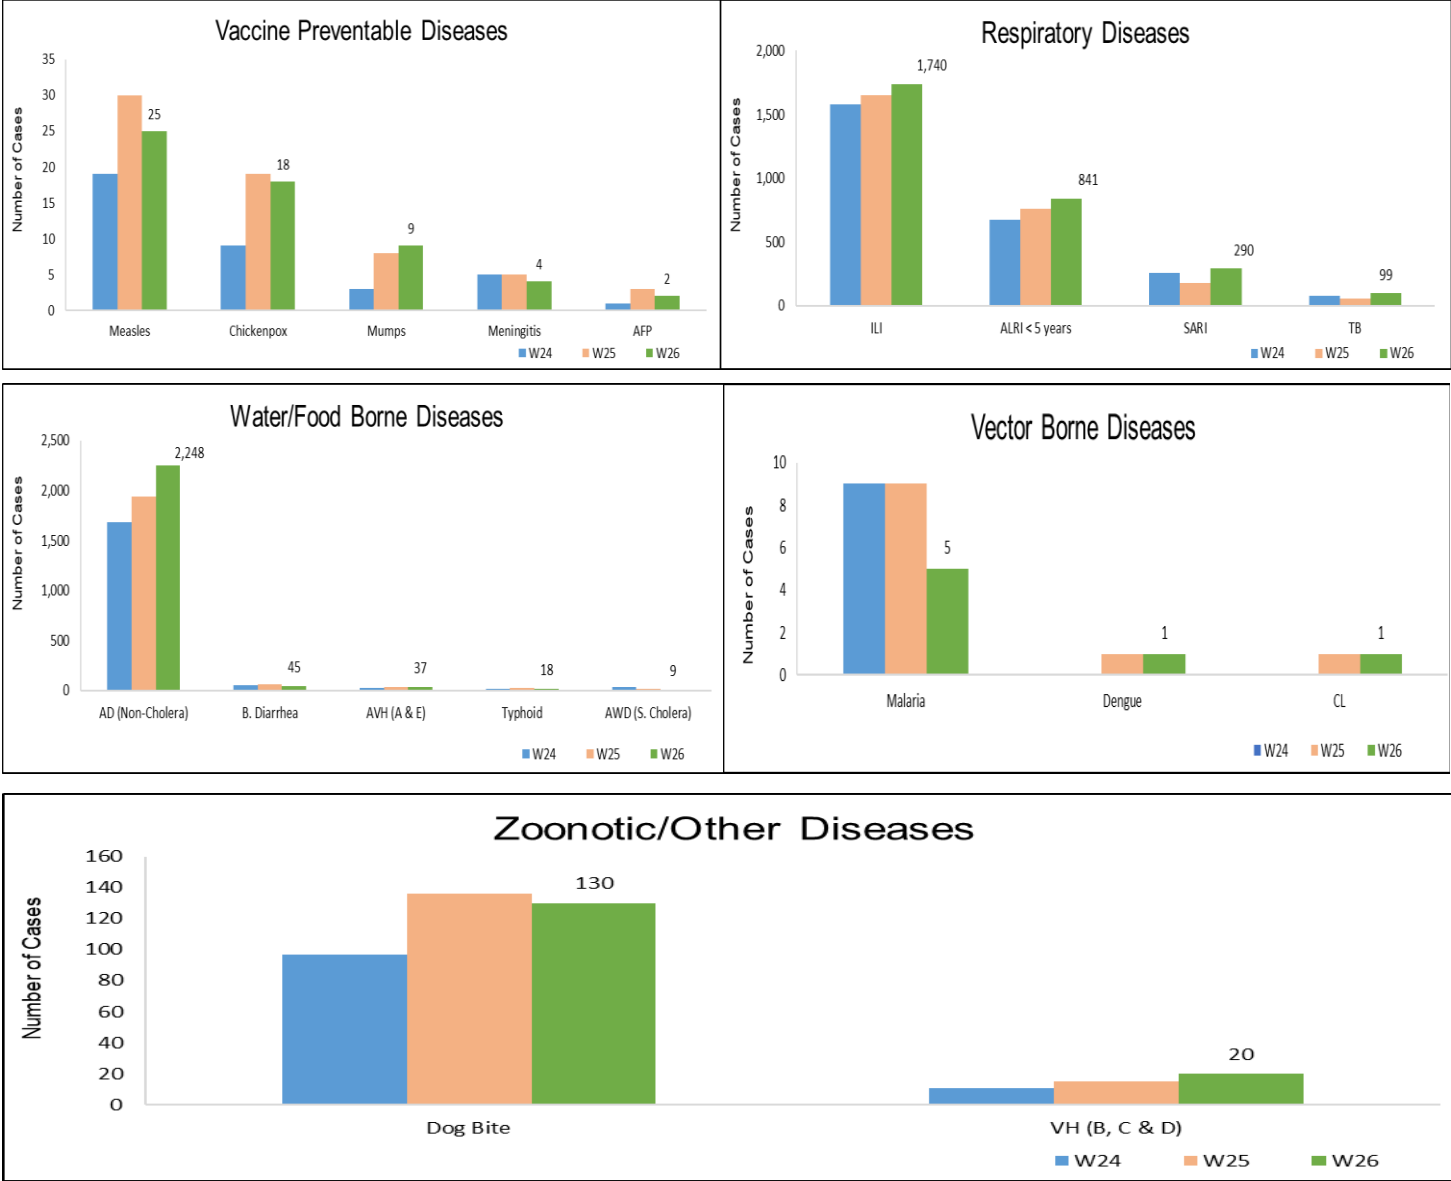 Vaccine Preventable Diseases
Number of Cases
35
30
25
20
15
10
5
0
25
18
9
4
2
Measles Chickenpox Mumps Meningitis AFP
W24 W25 W26
Respiratory Diseases
Number of Cases
2,000
1,500
1,000
500
0
1,740
841
290
99
ILI ALRI < 5 years SARI TB
W24 W25 W26
Water/Food Borne Diseases
Number of Cases
2,500
2,000
1,500
1,000
500
0
2,248
45
37
18
9
AD (Non-Cholera) B. Diarrhea AVH (A & E) Typhoid AWD (S. Cholera)
W24 W25 W26
Vector Borne Diseases
Number of Cases
10
8
6
4
2
0
5
1
1
Malaria Dengue CL
W24 W25 W26
Zoonotic/Other Diseases
Number of Cases
160
140
120
100
80
60
40
20
0
130
20
Dog Bite VH (B, C & D)
W24 W25 W26